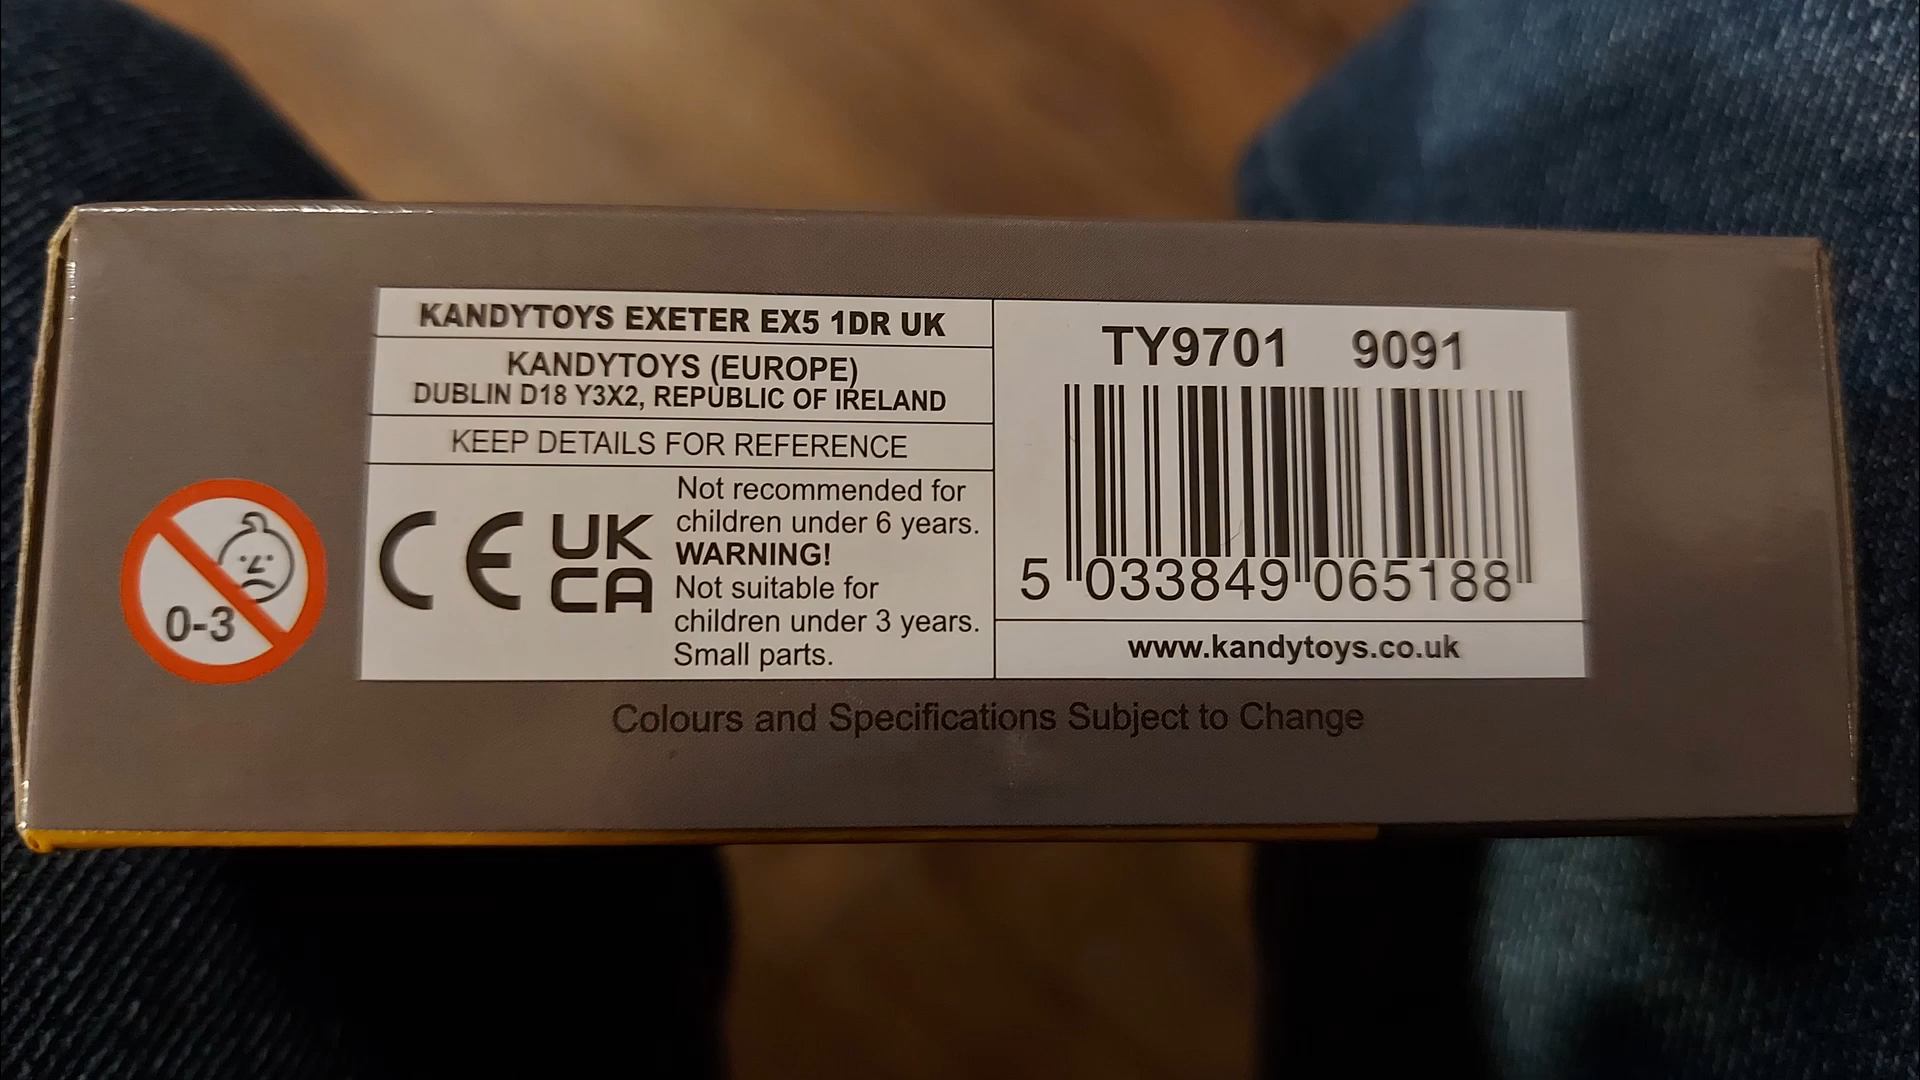 KANDYTOYS EXETER EX5 1DR UK
KANDYTOYS (EUROPE)
DUBLIN D18 Y3X2, REPUBLIC OF IRELAND
KEEP DETAILS FOR REFERENCE
0-3
CE
UK
CA
Not recommended for
children under 6 years.
WARNING!
Not suitable for
children under 3 years.
Small parts.
TY9701 9091
5 033849 065188
www.kandytoys.co.uk
Colours and Specifications Subject to Change